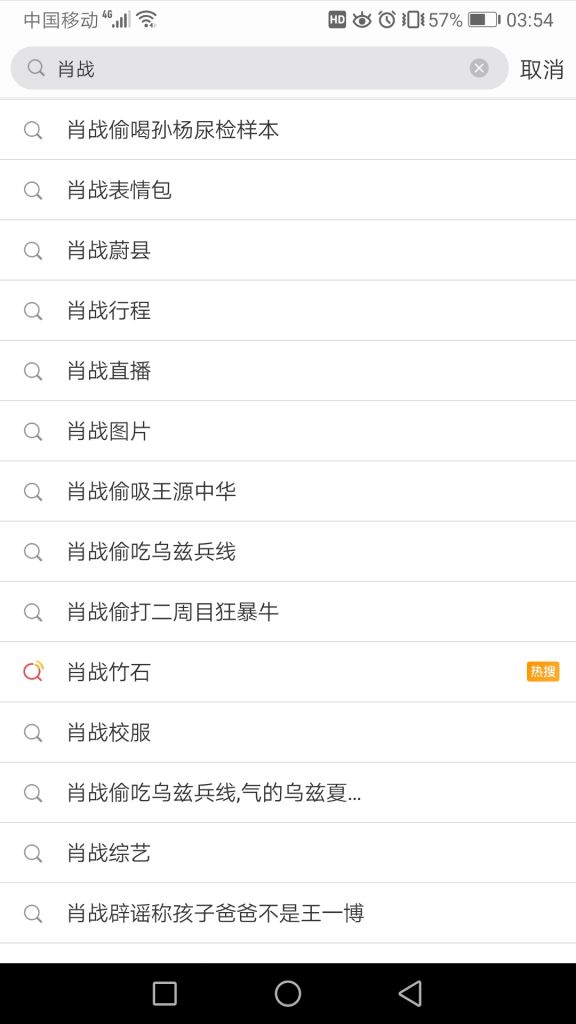 中国移动 4G HD 57% 03:54
肖战 取消
肖战偷喝孙杨尿检样本
肖战表情包
肖战蔚县
肖战行程
肖战直播
肖战图片
肖战偷吸王源中华
肖战偷吃乌兹兵线
肖战偷打二周目狂暴牛
肖战竹石 热搜
肖战校服
肖战偷吃乌兹兵线,气的乌兹夏...
肖战综艺
肖战辟谣称孩子爸爸不是王一博